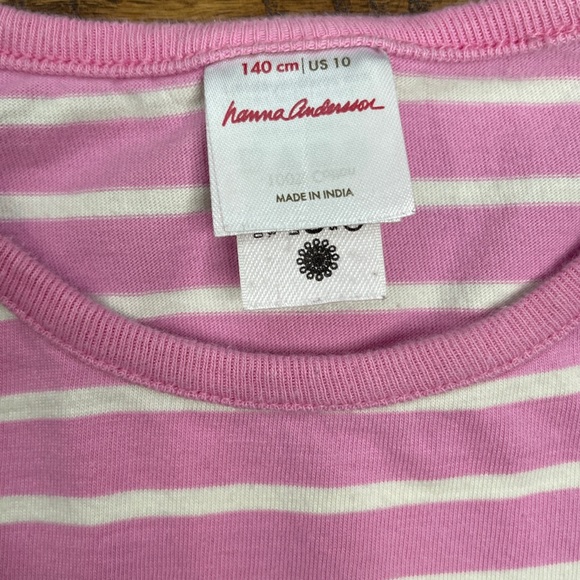 140 cm | US 10
hanna andersson
100% Cotton
MADE IN INDIA